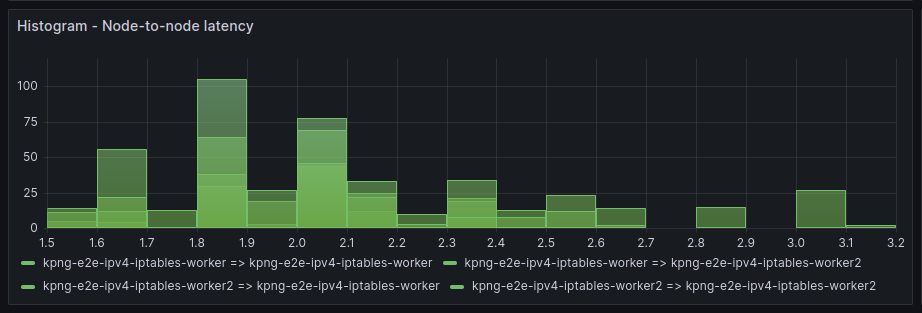 Histogram - Node-to-node latency
100
75
50
25
0
1.5 1.6 1.7 1.8 1.9 2.0 2.1 2.2 2.3 2.4 2.5 2.6 2.7 2.8 2.9 3.0 3.1 3.2
kpng-e2e-ipv4-iptables-worker => kpng-e2e-ipv4-iptables-worker kpng-e2e-ipv4-iptables-worker => kpng-e2e-ipv4-iptables-worker2
kpng-e2e-ipv4-iptables-worker2 => kpng-e2e-ipv4-iptables-worker kpng-e2e-ipv4-iptables-worker2 => kpng-e2e-ipv4-iptables-worker2